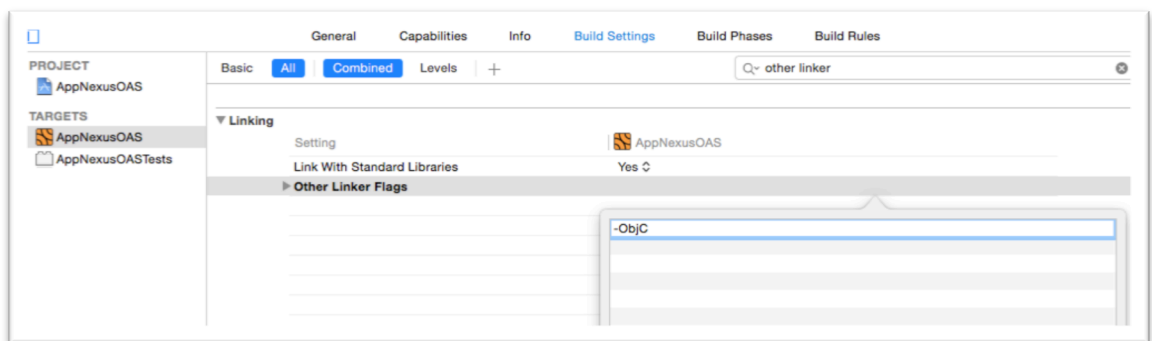 General Capabilities Info Build Settings Build Phases Build Rules
PROJECT
AppNexusOAS
TARGETS
AppNexusOAS
AppNexusOASTests
Basic All Combined Levels + other linker
Linking
Setting AppNexusOAS
Link With Standard Libraries Yes
Other Linker Flags
-ObjC